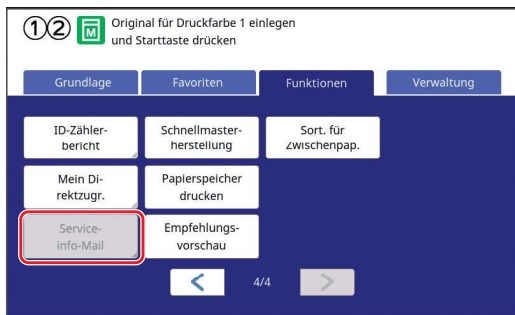 ①② M Original für Druckfarbe 1 einlegen
und Starttaste drücken
Grundlage Favoriten Funktionen Verwaltung
ID-Zähler-
bericht
Schnellmaster-
herstellung
Sort. für
Zwischenpap.
Mein Di-
rektzugr.
Papierspeicher
drucken
Service-
info-Mail
Empfehlungs-
vorschau
< 4/4 >